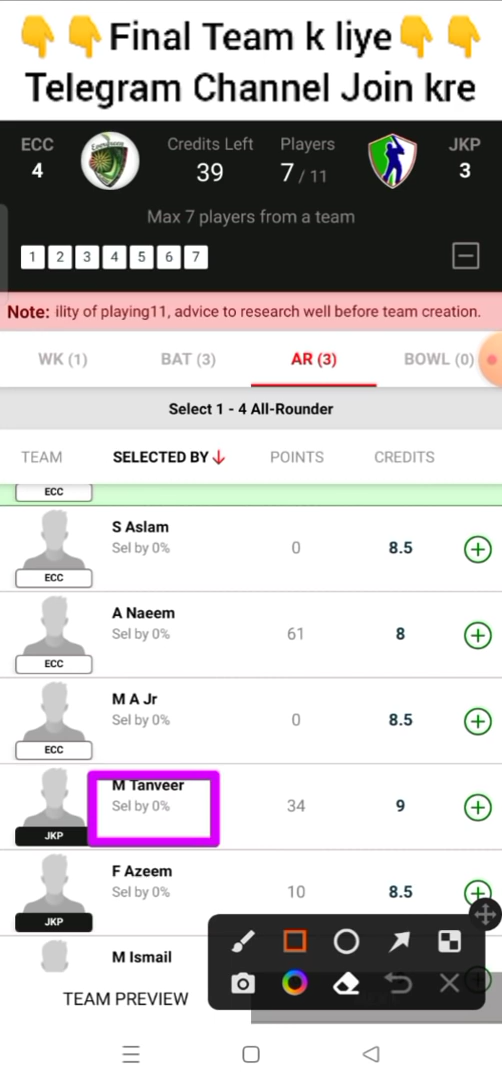 👇👇Final Team k liye👇👇
Telegram Channel Join kre
ECC Credits Left Players JKP
4 39 7 / 11 3
Max 7 players from a team
1 2 3 4 5 6 7
Note: ility of playing11, advice to research well before team creation.
WK (1) BAT (3) AR (3) BOWL (0)
Select 1 - 4 All-Rounder
TEAM SELECTED BY POINTS CREDITS
ECC
S Aslam
Sel by 0% 0 8.5
ECC
A Naeem
Sel by 0% 61 8
ECC
M A Jr
Sel by 0% 0 8.5
ECC
M Tanveer
Sel by 0% 34 9
JKP
F Azeem
Sel by 0% 10 8.5
JKP
M Ismail
TEAM PREVIEW